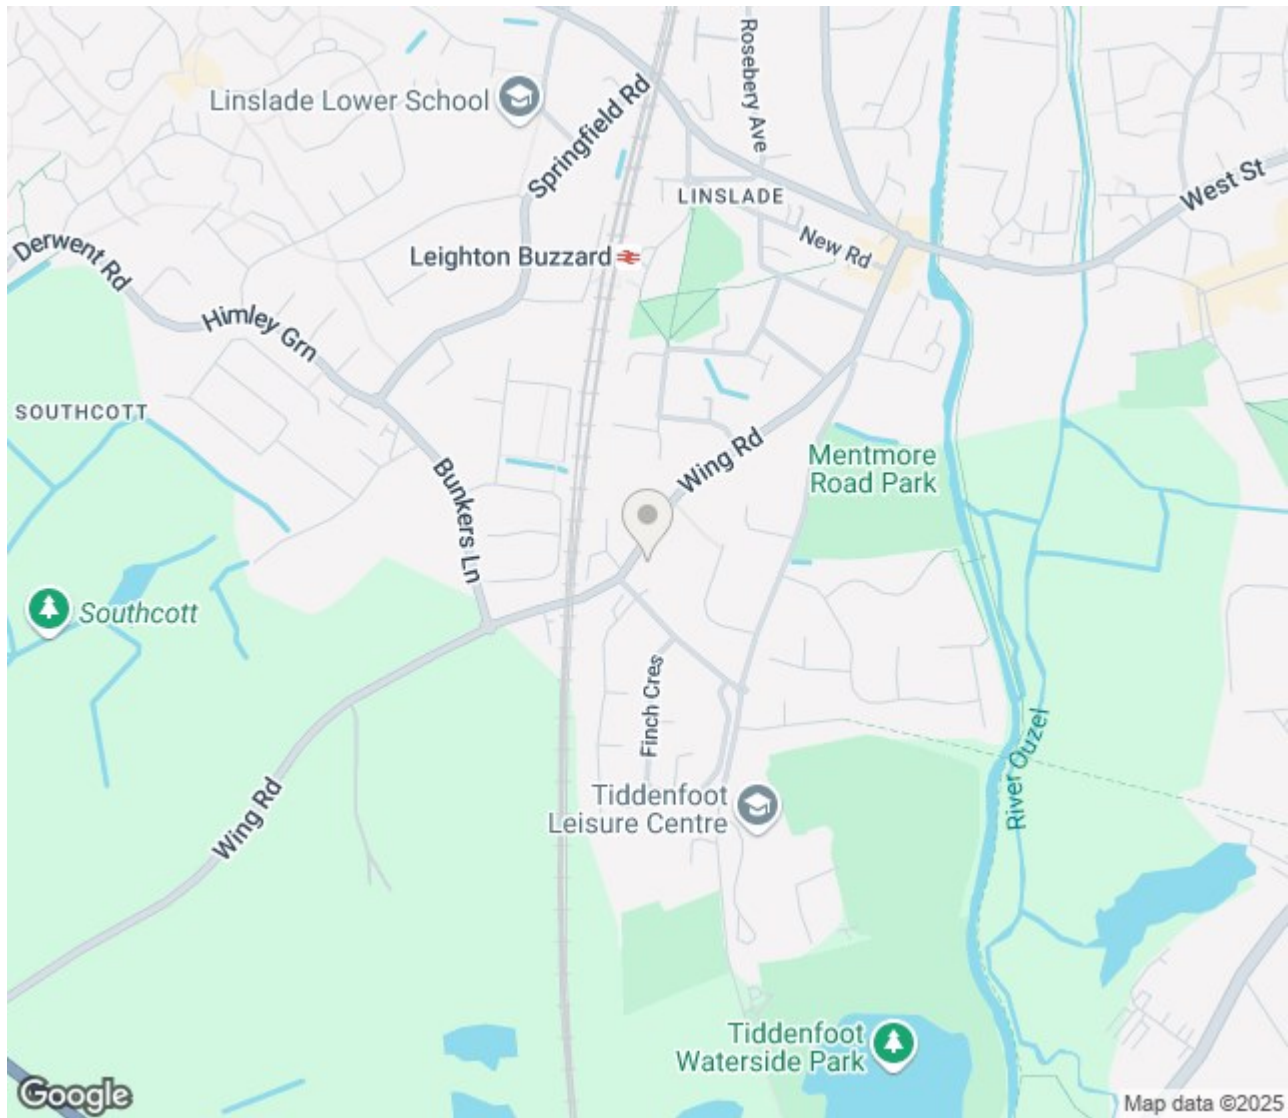 Rosebery Ave
Linslade Lower School
Springfield Rd
LINSLADE
West St
New Rd
Derwent Rd
Leighton Buzzard
Himley Grn
SOUTHCOTT
Wing Rd
Mentmore
Road Park
Bunkers Ln
Southcott
Finch Cres
River Ouzel
Wing Rd
Tiddenfoot
Leisure Centre
Tiddenfoot
Waterside Park
Google
Map data ©2025